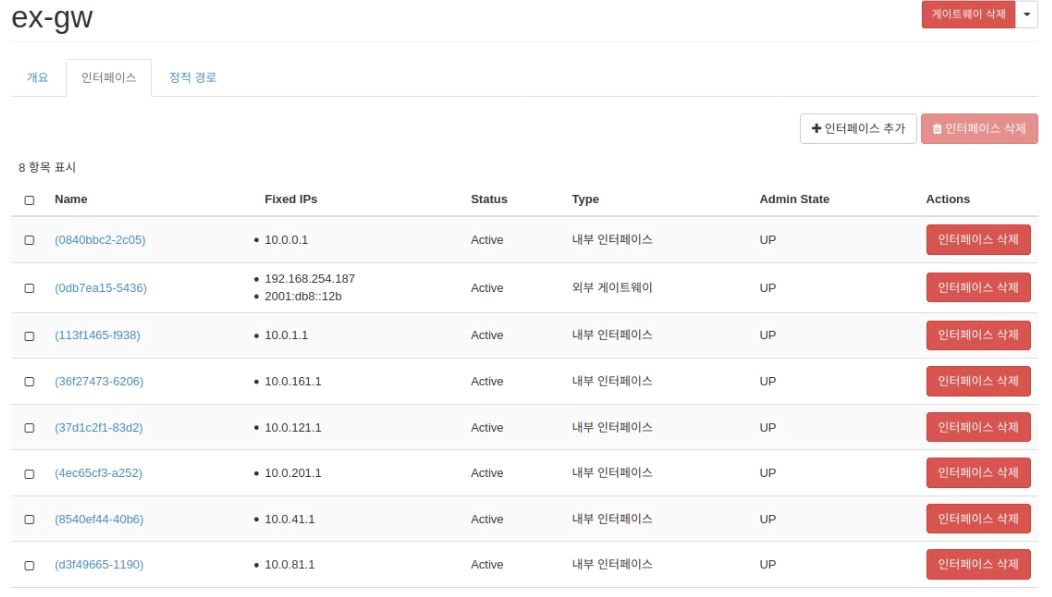 ex-gw
게이트웨이 삭제
개요 인터페이스 정적 경로
인터페이스 추가 인터페이스 삭제
8 항목 표시
Name Fixed IPs Status Type Admin State Actions
(0840bbc2-2c05) • 10.0.0.1 Active 내부 인터페이스 UP 인터페이스 삭제
• 192.168.254.187
(0db7ea15-5436) Active 외부 게이트웨이 UP 인터페이스 삭제
• 2001:db8::12b
(113f1465-f938) • 10.0.1.1 Active 내부 인터페이스 UP 인터페이스 삭제
(36f27473-6206) • 10.0.161.1 Active 내부 인터페이스 UP 인터페이스 삭제
(37d1c2f1-83d2) • 10.0.121.1 Active 내부 인터페이스 UP 인터페이스 삭제
(4ec65cf3-a252) • 10.0.201.1 Active 내부 인터페이스 UP 인터페이스 삭제
(8540ef44-40b6) • 10.0.41.1 Active 내부 인터페이스 UP 인터페이스 삭제
(d3f49665-1190) • 10.0.81.1 Active 내부 인터페이스 UP 인터페이스 삭제